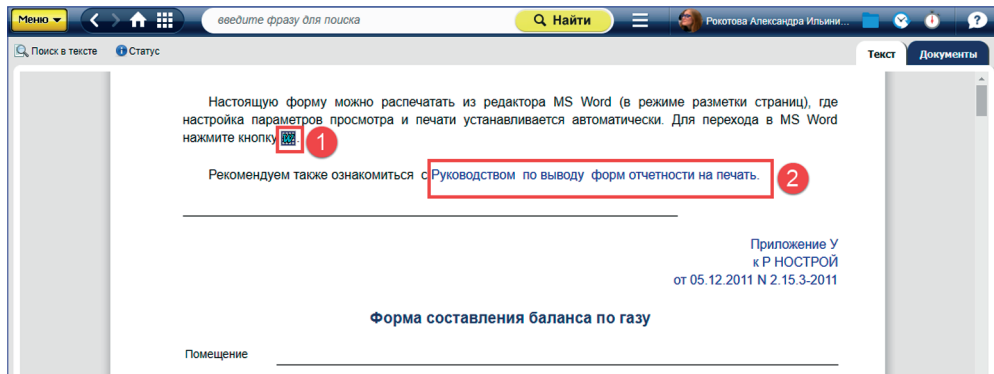 Меню
введите фразу для поиска
Найти
Рокотова Александра Ильини...
?
Поиск в тексте
Статус
Текст
Документы
Настоящую форму можно распечатать из редактора MS Word (в режиме разметки страниц), где
настройка параметров просмотра и печати устанавливается автоматически. Для перехода в MS Word
нажмите кнопку .
1
Рекомендуем также ознакомиться с Руководством по выводу форм отчетности на печать.
2
Приложение У
к Р НОСТРОЙ
от 05.12.2011 N 2.15.3-2011
Форма составления баланса по газу
Помещение